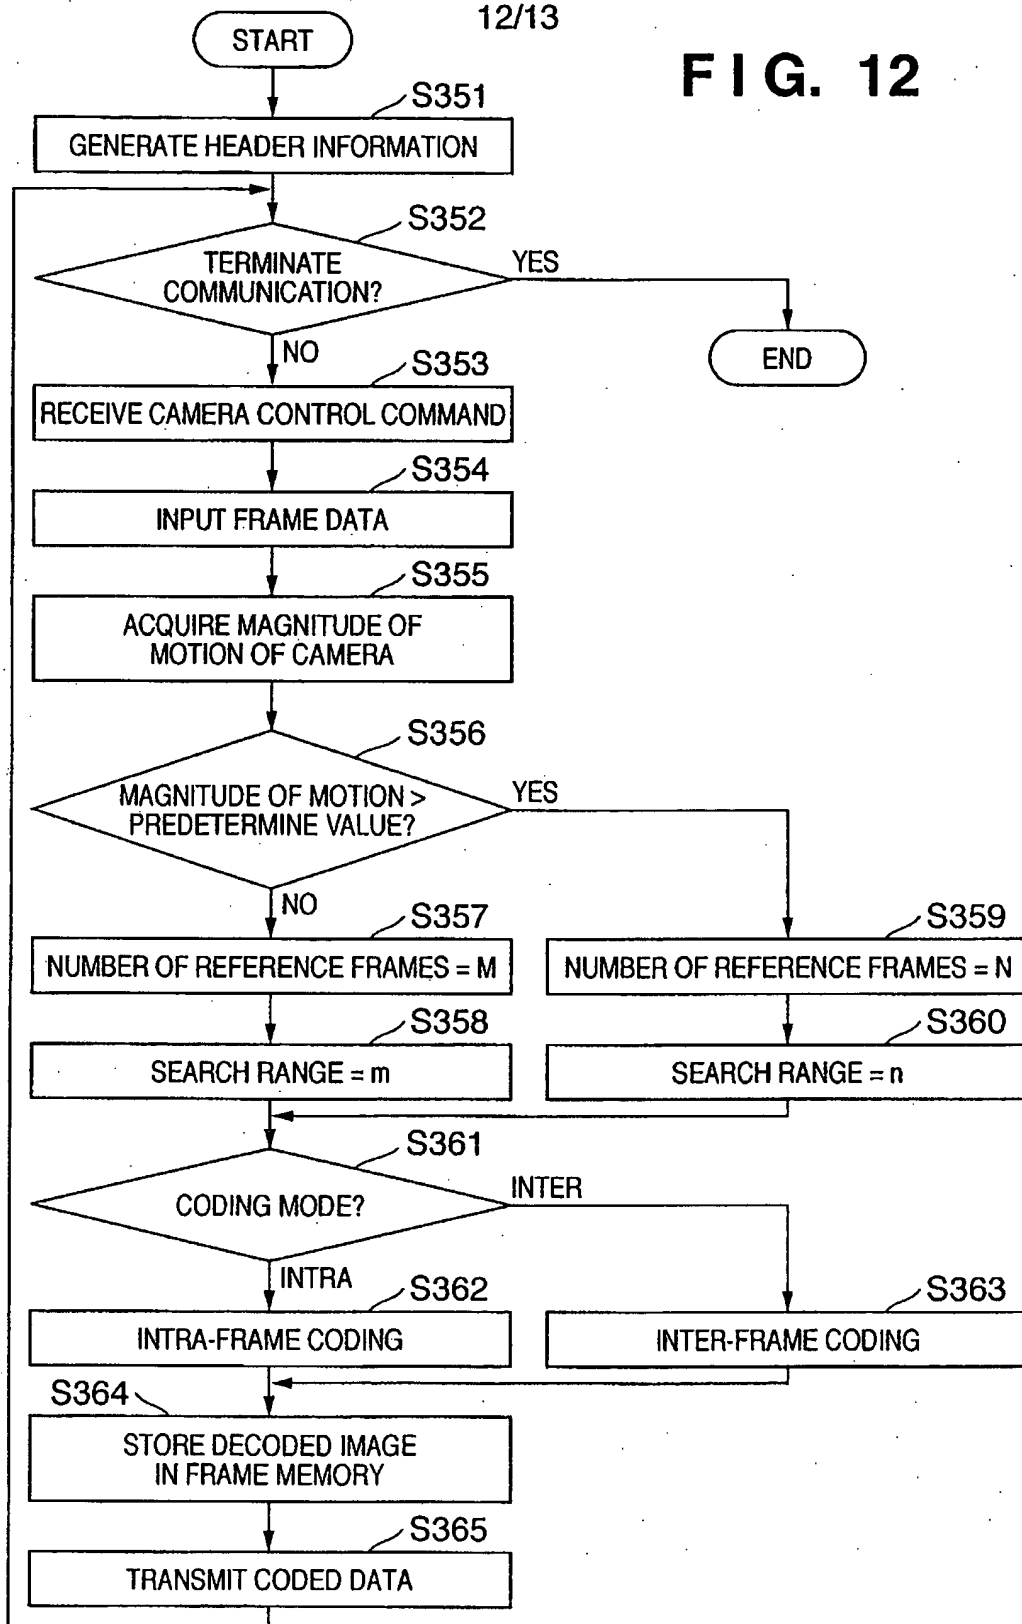 12/13
FIG. 12
START
S351
GENERATE HEADER INFORMATION
S352
TERMINATE
COMMUNICATION?
YES
END
NO
S353
RECEIVE CAMERA CONTROL COMMAND
S354
INPUT FRAME DATA
S355
ACQUIRE MAGNITUDE OF
MOTION OF CAMERA
S356
MAGNITUDE OF MOTION >
PREDETERMINE VALUE?
YES
NO
S357
NUMBER OF REFERENCE FRAMES = M
S359
NUMBER OF REFERENCE FRAMES = N
S358
SEARCH RANGE = m
S360
SEARCH RANGE = n
S361
CODING MODE?
INTER
INTRA
S362
INTRA-FRAME CODING
S363
INTER-FRAME CODING
S364
STORE DECODED IMAGE
IN FRAME MEMORY
S365
TRANSMIT CODED DATA